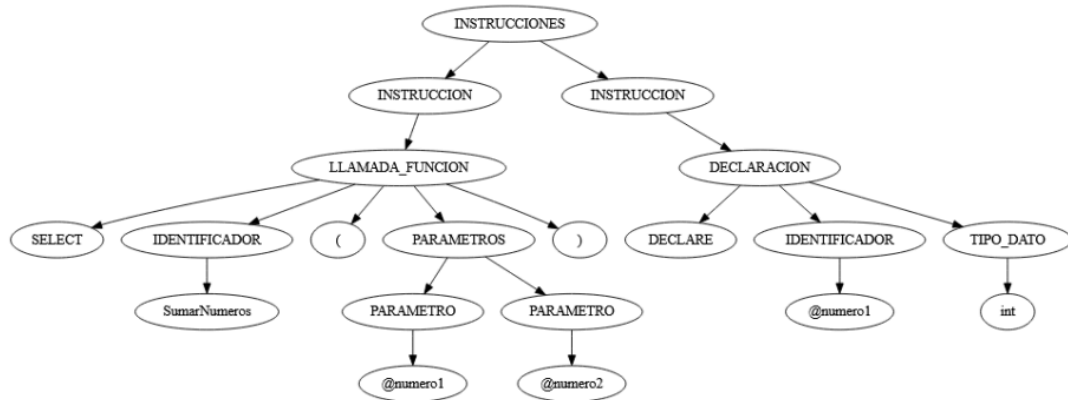 INSTRUCCIONES
INSTRUCCION INSTRUCCION
LLAMADA_FUNCION DECLARACION
SELECT IDENTIFICADOR ( PARAMETROS ) DECLARE IDENTIFICADOR TIPO_DATO
SumarNumeros PARAMETRO PARAMETRO @numero1 int
@numero1 @numero2